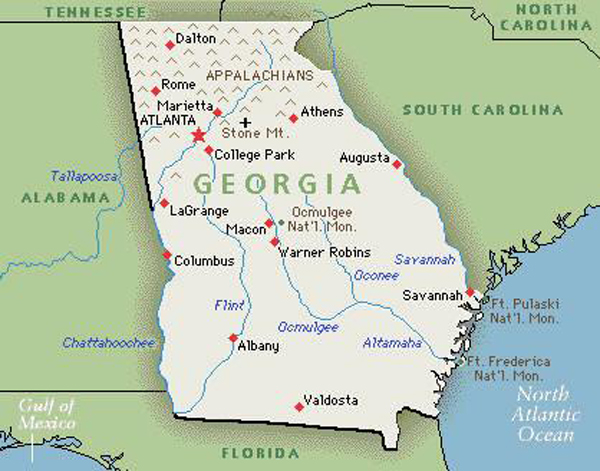 TENNESSEE
NORTH
CAROLINA
Dalton
APPALACHIANS
Rome
Marietta
ATLANTA
Athens
SOUTH CAROLINA
Stone Mt.
College Park
Augusta
Tallapoosa
GEORGIA
ALABAMA
LaGrange
Ocmulgee
Nat'l. Mon.
Macon
Warner Robins
Columbus
Savannah
Oconee
Savannah
Ft. Pulaski
Nat'l. Mon.
Flint
Ocmulgee
Chattahoochee
Albany
Altamaha
Ft. Frederica
Nat'l. Mon.
Valdosta
Gulf of
Mexico
North
Atlantic
Ocean
FLORIDA